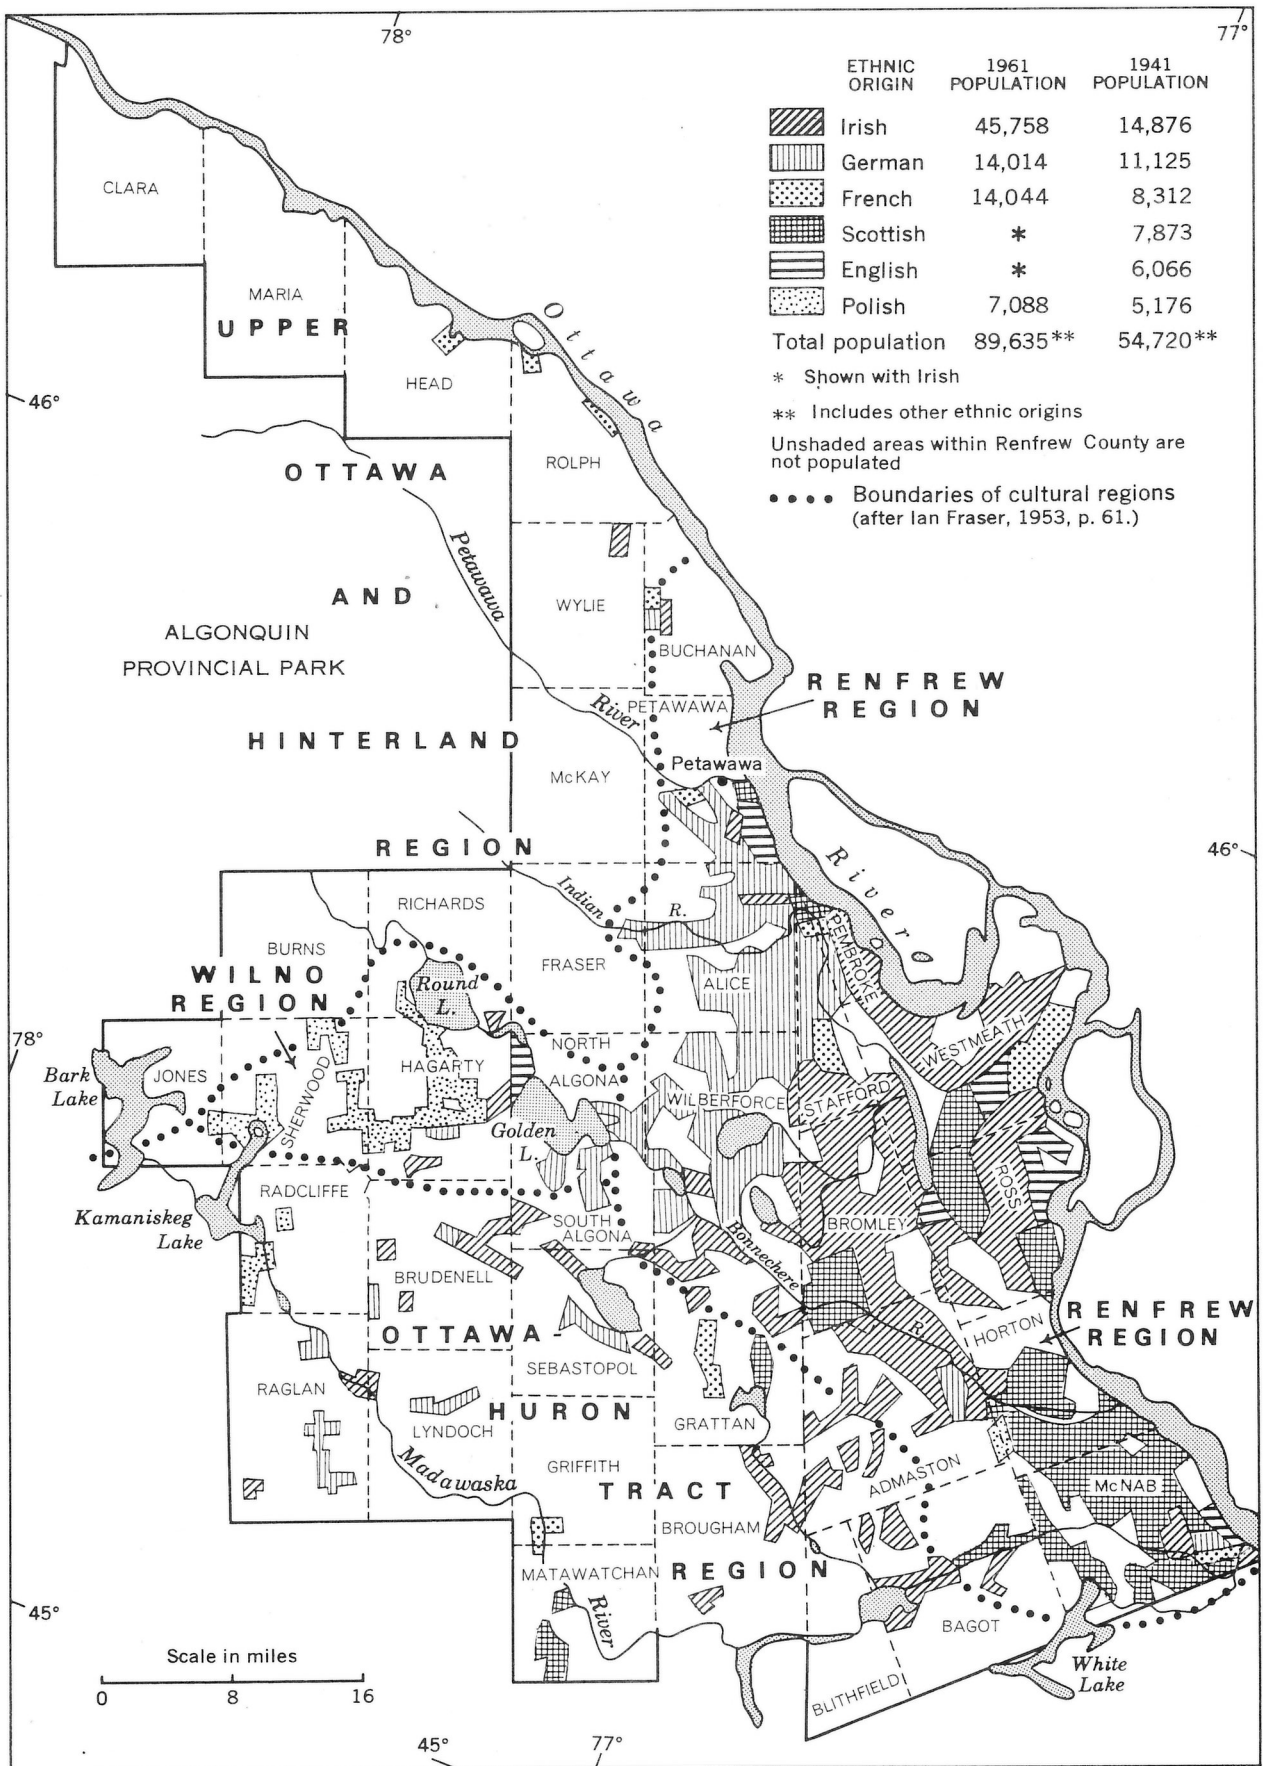 78°
77°
ETHNIC ORIGIN 1961 POPULATION 1941 POPULATION
Irish 45,758 14,876
German 14,014 11,125
French 14,044 8,312
Scottish * 7,873
English * 6,066
Polish 7,088 5,176
Total population 89,635** 54,720**
* Shown with Irish
** Includes other ethnic origins
Unshaded areas within Renfrew County are
not populated
Boundaries of cultural regions
(after Ian Fraser, 1953, p. 61.)
CLARA
MARIA
UPPER
HEAD
Ottawa
46°
OTTAWA
ROLPH
Petawawa
AND
WYLIE
ALGONQUIN
PROVINCIAL PARK
BUCHANAN
RENFREW
REGION
River
PETAWAWA
HINTERLAND
Petawawa
McKAY
REGION
River
46°
Indian
R.
RICHARDS
BURNS
PEMBROKE
WILNO
REGION
Round
L.
FRASER
ALICE
78°
NORTH
ALGONA
WESTMEATH
Bark
Lake
JONES
SHERWOOD
HAGARTY
WILBERFORCE
STAFFORD
Golden
L.
ROSS
RADCLIFFE
Kamaniskeg
Lake
SOUTH
ALGONA
Bonnechere
BROMLEY
BRUDENELL
R.
HORTON
RENFREW
REGION
OTTAWA-
SEBASTOPOL
RAGLAN
HURON
GRATTAN
LYNDOCH
Madawaska
GRIFFITH
TRACT
ADMASTON
McNAB
BROUGHAM
MATAWATCHAN
REGION
River
45°
BAGOT
Scale in miles
0 8 16
BLITHFIELD
White
Lake
45°
77°